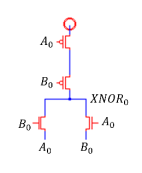 A₀
B₀
XNOR₀
B₀ A₀
A₀ B₀